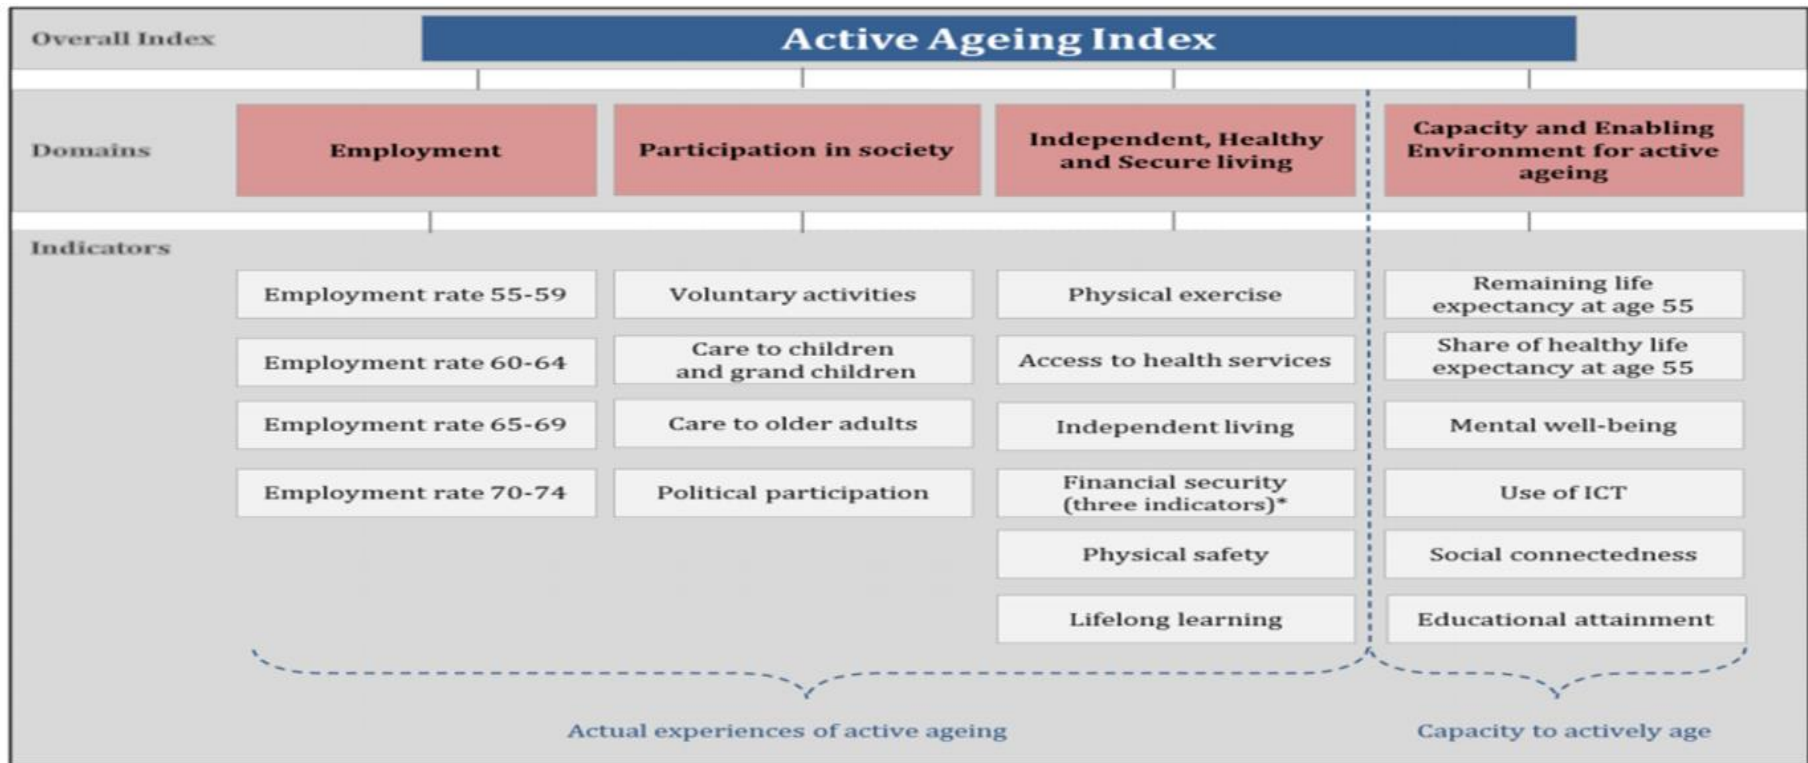 Overall Index
Active Ageing Index
Domains
Employment
Participation in society
Independent, Healthy
and Secure living
Capacity and Enabling
Environment for active
ageing
Indicators
Employment rate 55-59
Employment rate 60-64
Employment rate 65-69
Employment rate 70-74
Voluntary activities
Care to children
and grand children
Care to older adults
Political participation
Physical exercise
Access to health services
Independent living
Financial security
(three indicators)*
Physical safety
Lifelong learning
Remaining life
expectancy at age 55
Share of healthy life
expectancy at age 55
Mental well-being
Use of ICT
Social connectedness
Educational attainment
Actual experiences of active ageing
Capacity to actively age